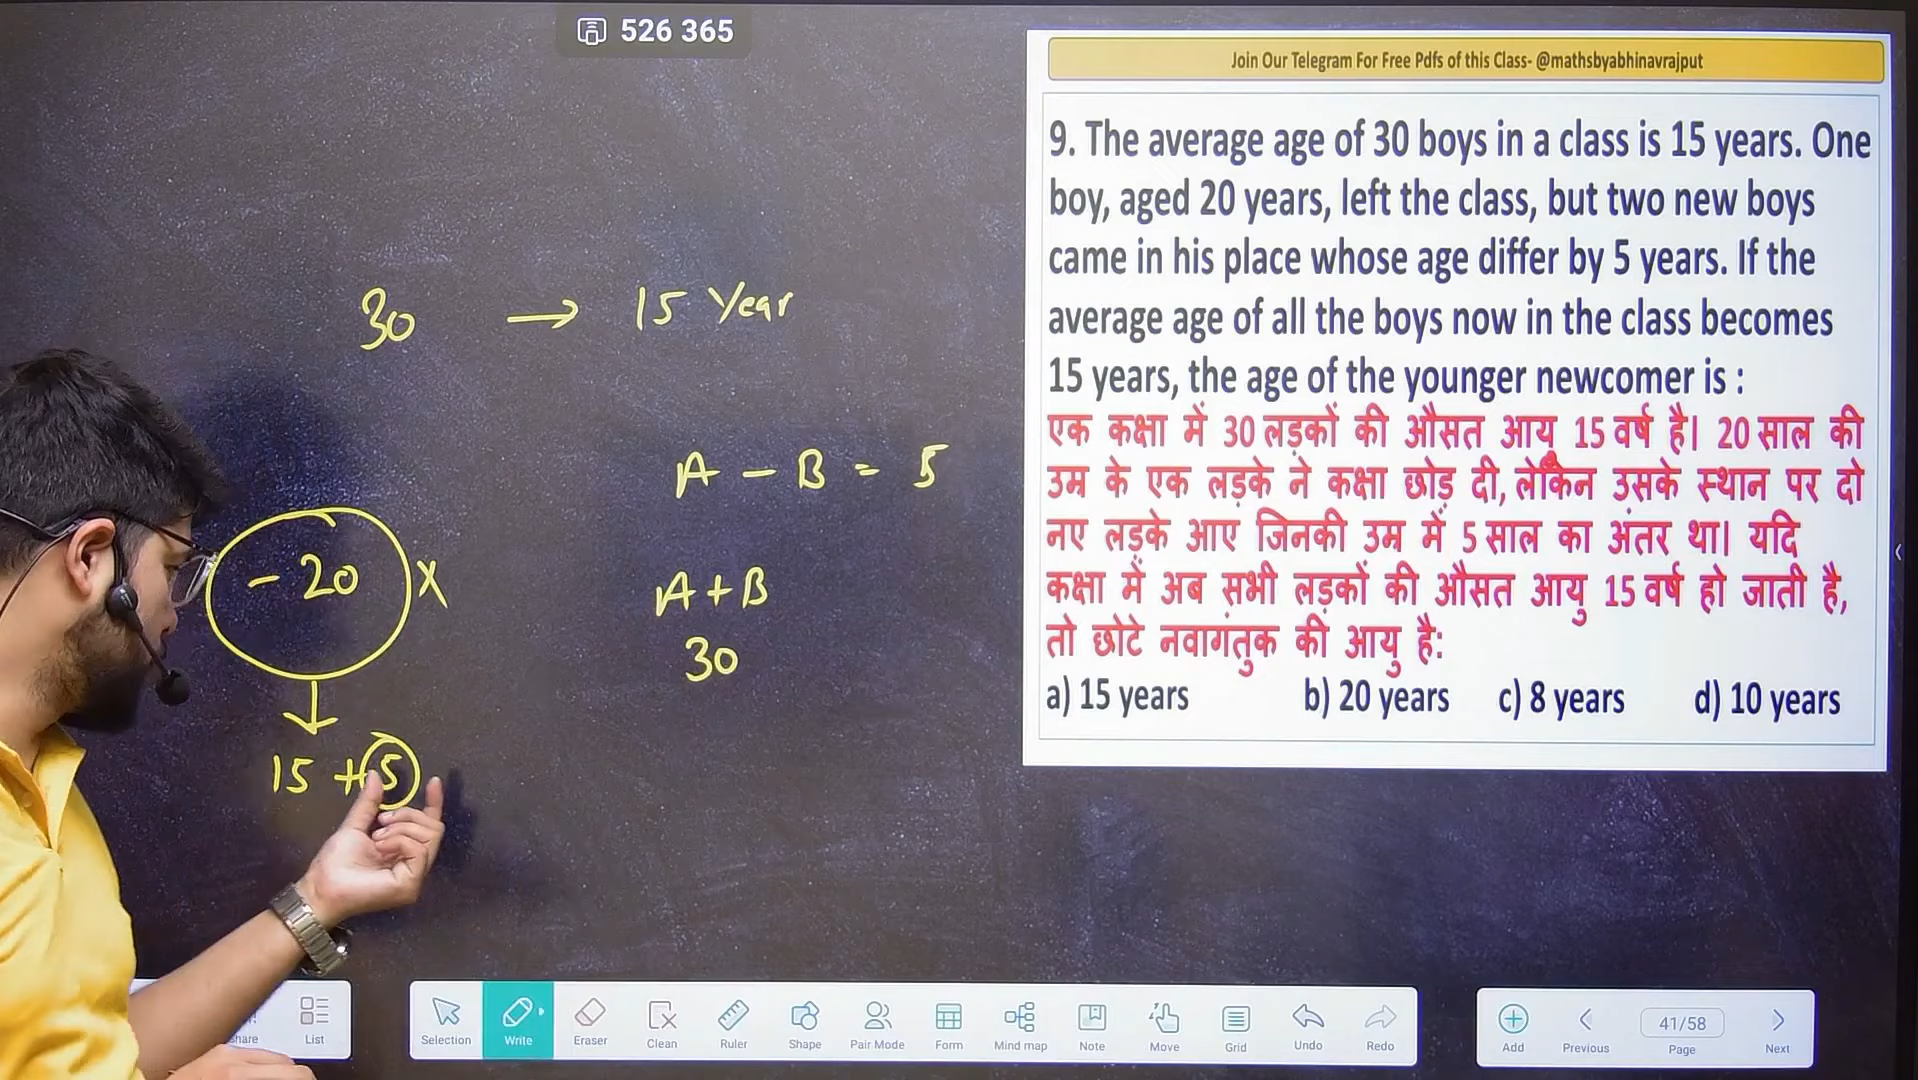 526 365
Join Our Telegram For Free Pdfs of this Class- @mathsbyabhinavrajput
9. The average age of 30 boys in a class is 15 years. One
boy, aged 20 years, left the class, but two new boys
came in his place whose age differ by 5 years. If the
average age of all the boys now in the class becomes
15 years, the age of the younger newcomer is :
एक कक्षा में 30 लड़कों की औसत आयु 15 वर्ष है। 20 साल की
उम्र के एक लड़के ने कक्षा छोड़ दी, लेकिन उसके स्थान पर दो
नए लड़के आए जिनकी उम्र में 5 साल का अंतर था। यदि
कक्षा में अब सभी लड़कों की औसत आयु 15 वर्ष हो जाती है,
तो छोटे नवागंतुक की आयु है:
a) 15 years b) 20 years c) 8 years d) 10 years
30 → 15 Year
A - B = 5
- 20 X
A + B
30
15 + 5
share List
Selection Write Eraser Clean Ruler Shape Pair Mode Form Mind map Note Move Grid Undo Redo
Add Previous 41/58 Page Next